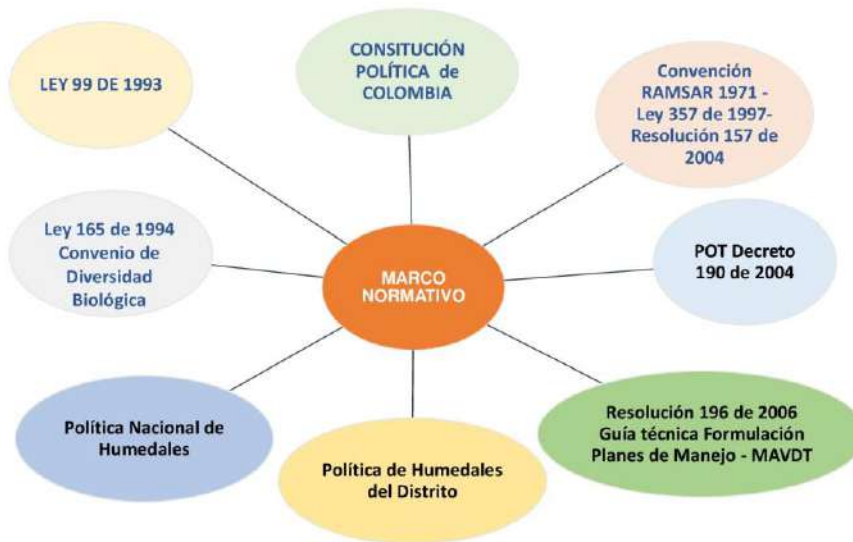 LEY 99 DE 1993
CONSITUCIÓN
POLÍTICA de
COLOMBIA
Convención
RAMSAR 1971 -
Ley 357 de 1997-
Resolución 157 de
2004
Ley 165 de 1994
Convenio de
Diversidad
Biológica
MARCO
NORMATIVO
POT Decreto
190 de 2004
Política Nacional de
Humedales
Política de Humedales
del Distrito
Resolución 196 de 2006
Guía técnica Formulación
Planes de Manejo - MAVDT